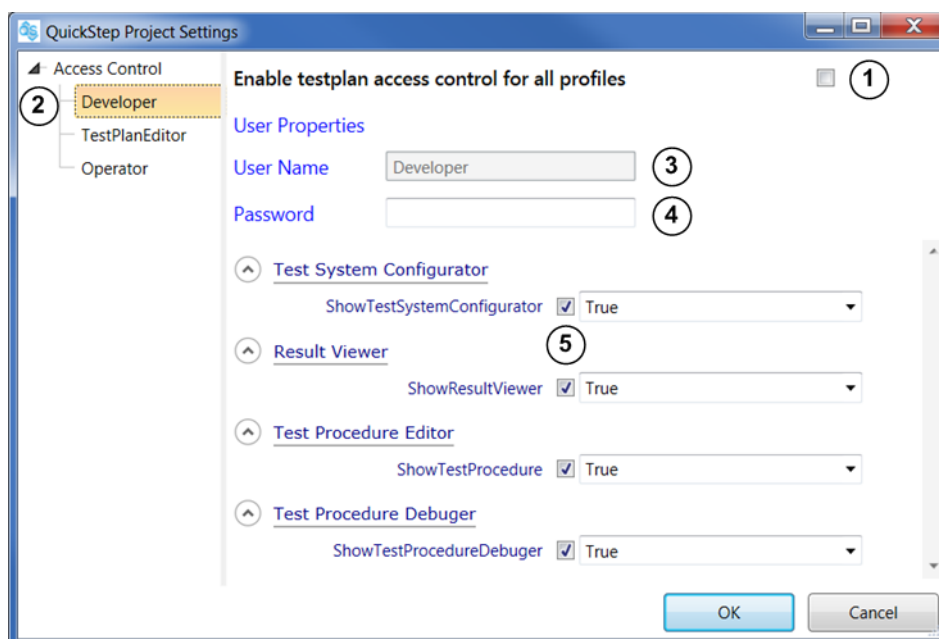 QuickStep Project Settings
Access Control
Developer
TestPlanEditor
Operator
2
Enable testplan access control for all profiles
1
User Properties
User Name Developer 3
Password 4
Test System Configurator
ShowTestSystemConfigurator True
5
Result Viewer
ShowResultViewer True
Test Procedure Editor
ShowTestProcedure True
Test Procedure Debuger
ShowTestProcedureDebuger True
OK Cancel